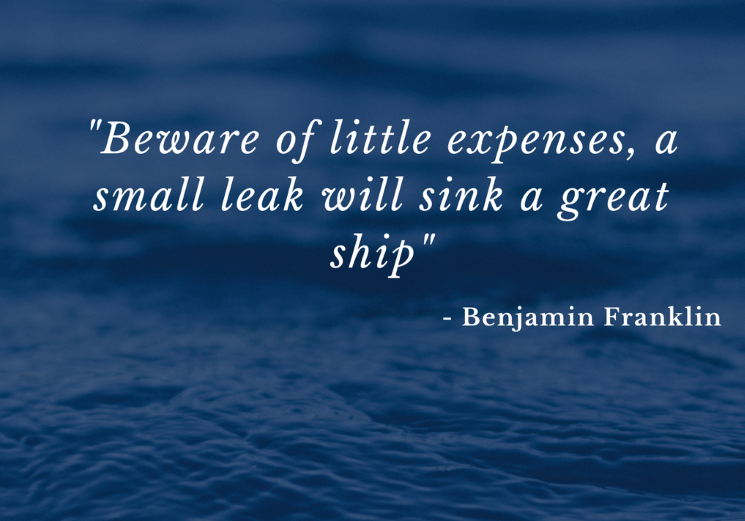 "Beware of little expenses, a
small leak will sink a great
ship"
- Benjamin Franklin